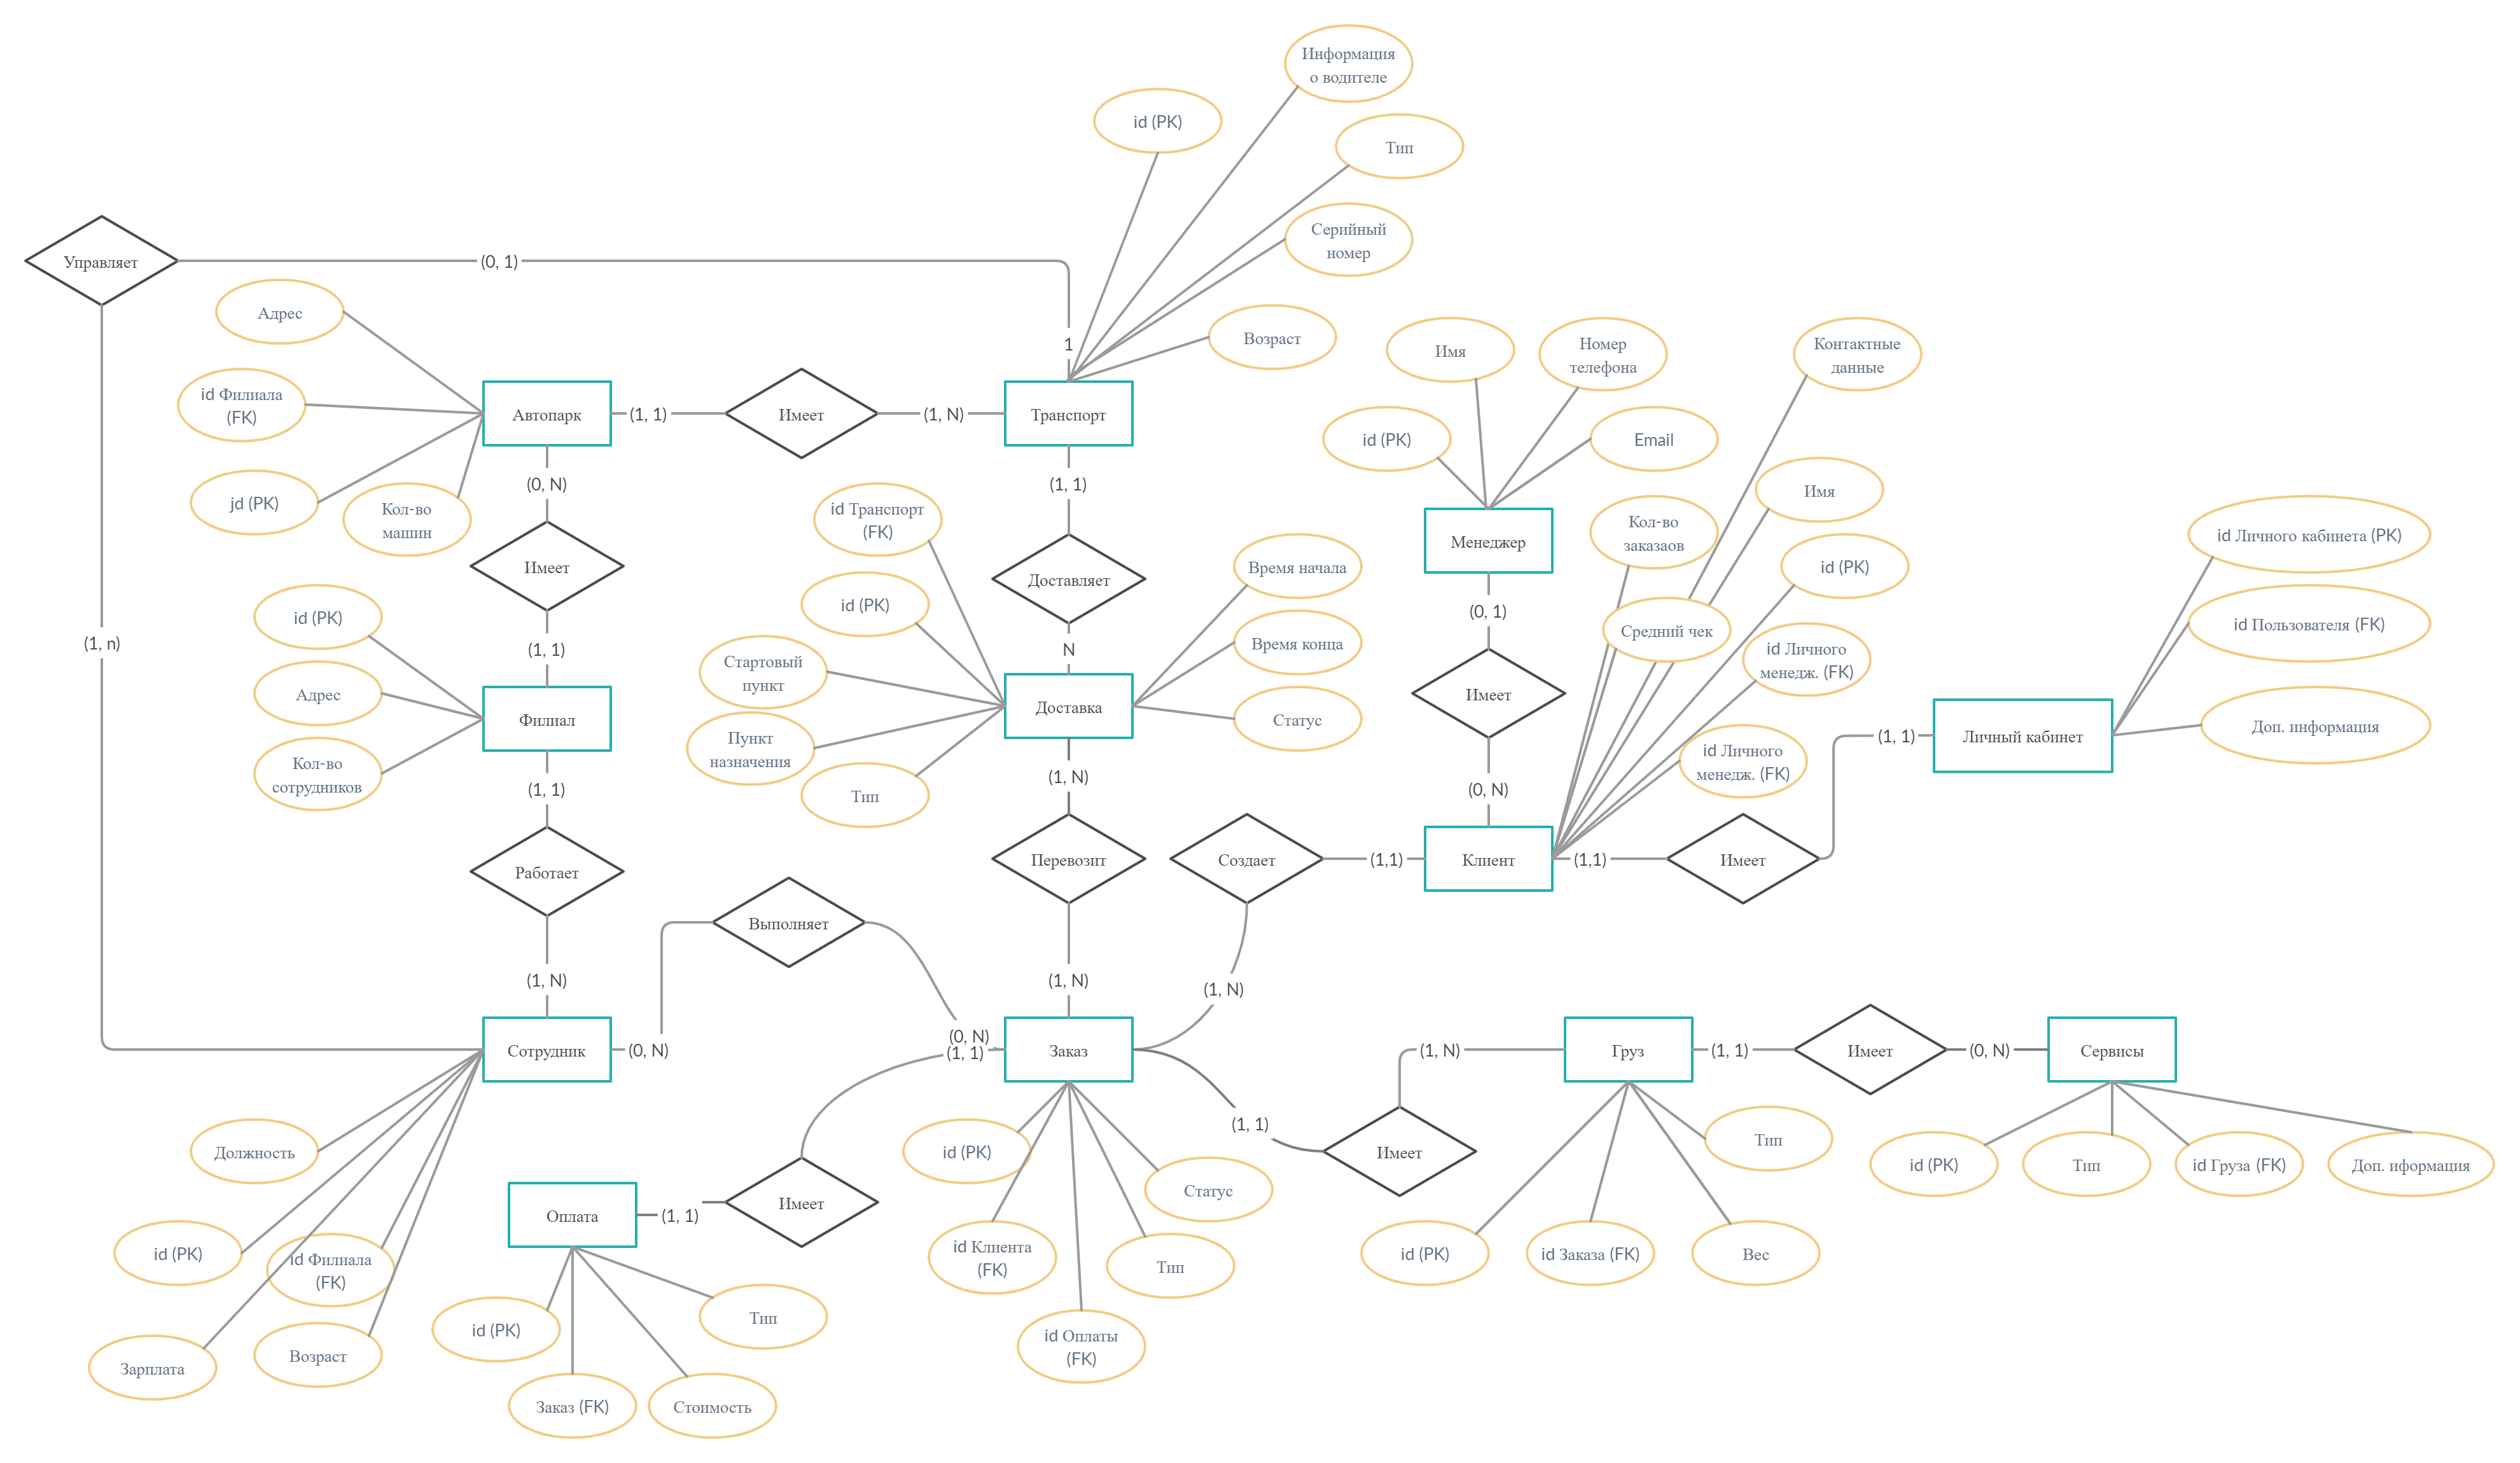 Информация
о водителе
id (PK)
Тип
Серийный
номер
Управляет
(0, 1)
Адрес
1
Возраст
Имя
Номер
телефона
Контактные
данные
id Филиала
(FK)
Автопарк
(1, 1)
Имеет
(1, N)
Транспорт
id (PK)
Email
jd (PK)
Кол-во
машин
(0, N)
(1, 1)
id Транспорт
(FK)
Имя
Кол-во
заказаов
Менеджер
id Личного кабинета (PK)
Имеет
Доставляет
Время начала
id (PK)
id (PK)
id (PK)
(0, 1)
id Пользователя (FK)
(1, n)
(1, 1)
N
Время конца
Средний чек
Стартовый
пункт
id Личного
менедж. (FK)
Адрес
Имеет
Филиал
Доставка
Статус
Доп. информация
Личный кабинет
(1, 1)
Пункт
назначения
id Личного
менедж. (FK)
Кол-во
сотрудников
(1, 1)
(1, N)
(0, N)
Тип
Работает
Перевозит
Создает
(1,1)
Клиент
(1,1)
Имеет
Выполняет
(1, N)
(1, N)
(1, N)
Сотрудник
(0, N)
(0, N)
(1, 1)
Заказ
(1, N)
Груз
(1, 1)
Имеет
(0, N)
Сервисы
(1, 1)
Должность
id (PK)
Имеет
Тип
id (PK)
Тип
id Груза (FK)
Доп. иформация
Статус
Оплата
(1, 1)
Имеет
id (PK)
id Филиала
(FK)
id Клиента
(FK)
Тип
id (PK)
id Заказа (FK)
Вес
id (PK)
Тип
id Оплаты
(FK)
Зарплата
Возраст
Заказ (FK)
Стоимость